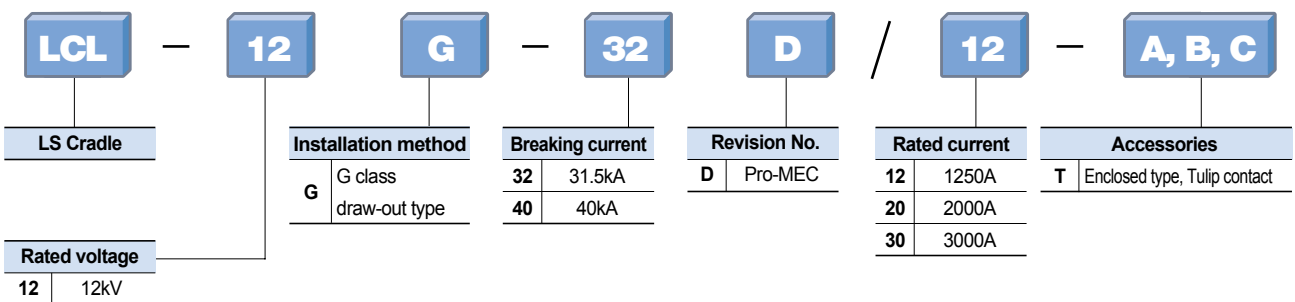 LCL – 12 G – 32 D / 12 – A, B, C
LS Cradle
Installation method
G G class
draw-out type
Breaking current
32 31.5kA
40 40kA
Revision No.
D Pro-MEC
Rated current
12 1250A
20 2000A
30 3000A
Accessories
T Enclosed type, Tulip contact
Rated voltage
12 12kV